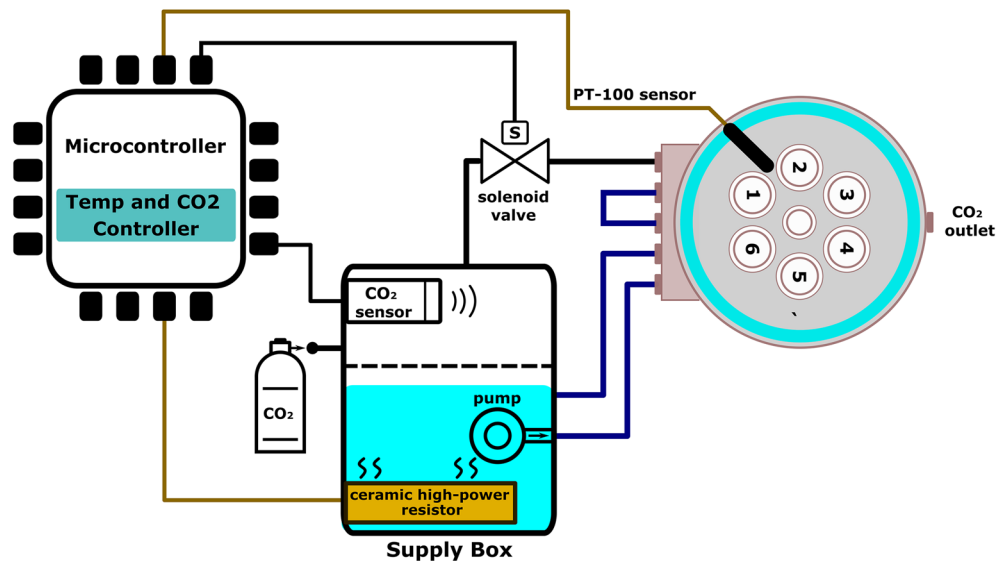 Microcontroller
Temp and CO2
Controller
PT-100 sensor
S
solenoid
valve
1
2
3
4
5
6
CO₂
outlet
CO₂
sensor
CO₂
pump
ceramic high-power
resistor
Supply Box